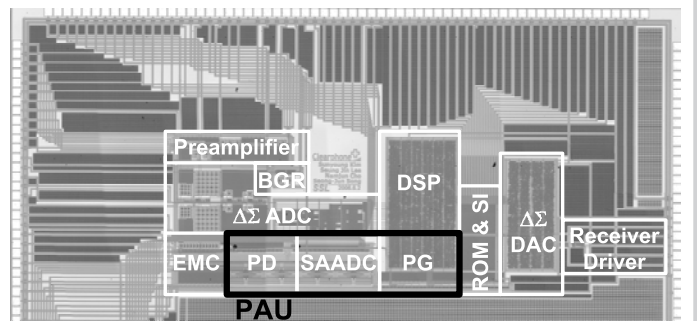 Preamplifier
BGR
DSP
ΔΣ ADC
ROM & SI
ΔΣ
DAC
Receiver
Driver
EMC
PD
SAADC
PG
PAU